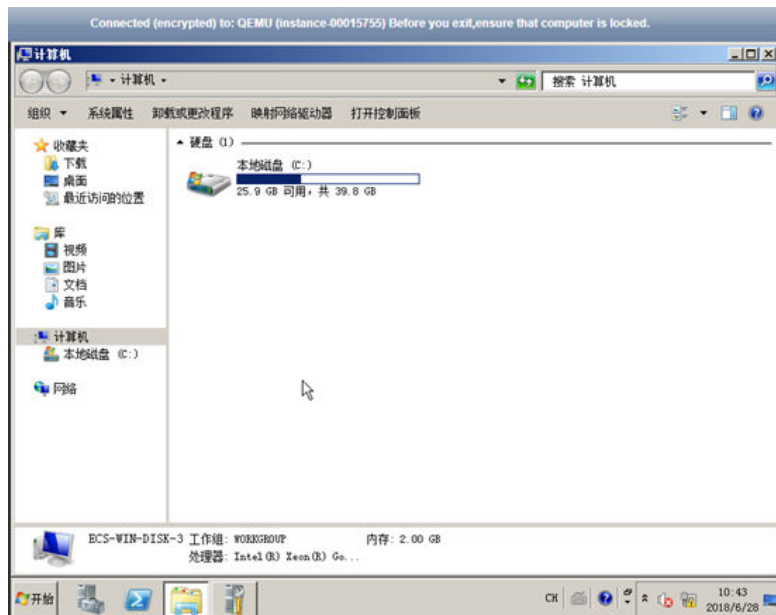 Connected (encrypted) to: QEMU (instance-00015755) Before you exit,ensure that computer is locked.
计算机
计算机
搜索 计算机
组织 系统属性 卸载或更改程序 映射网络驱动器 打开控制面板
收藏夹
下载
桌面
最近访问的位置
库
视频
图片
文档
音乐
计算机
本地磁盘 (C:)
网络
硬盘 (1)
本地磁盘 (C:)
25.9 GB 可用，共 39.8 GB
ECS-WIN-DISK-3 工作组: WORKGROUP 内存: 2.00 GB
处理器: Intel(R) Xeon(R) Go...
开始
CH
10:43
2018/6/28